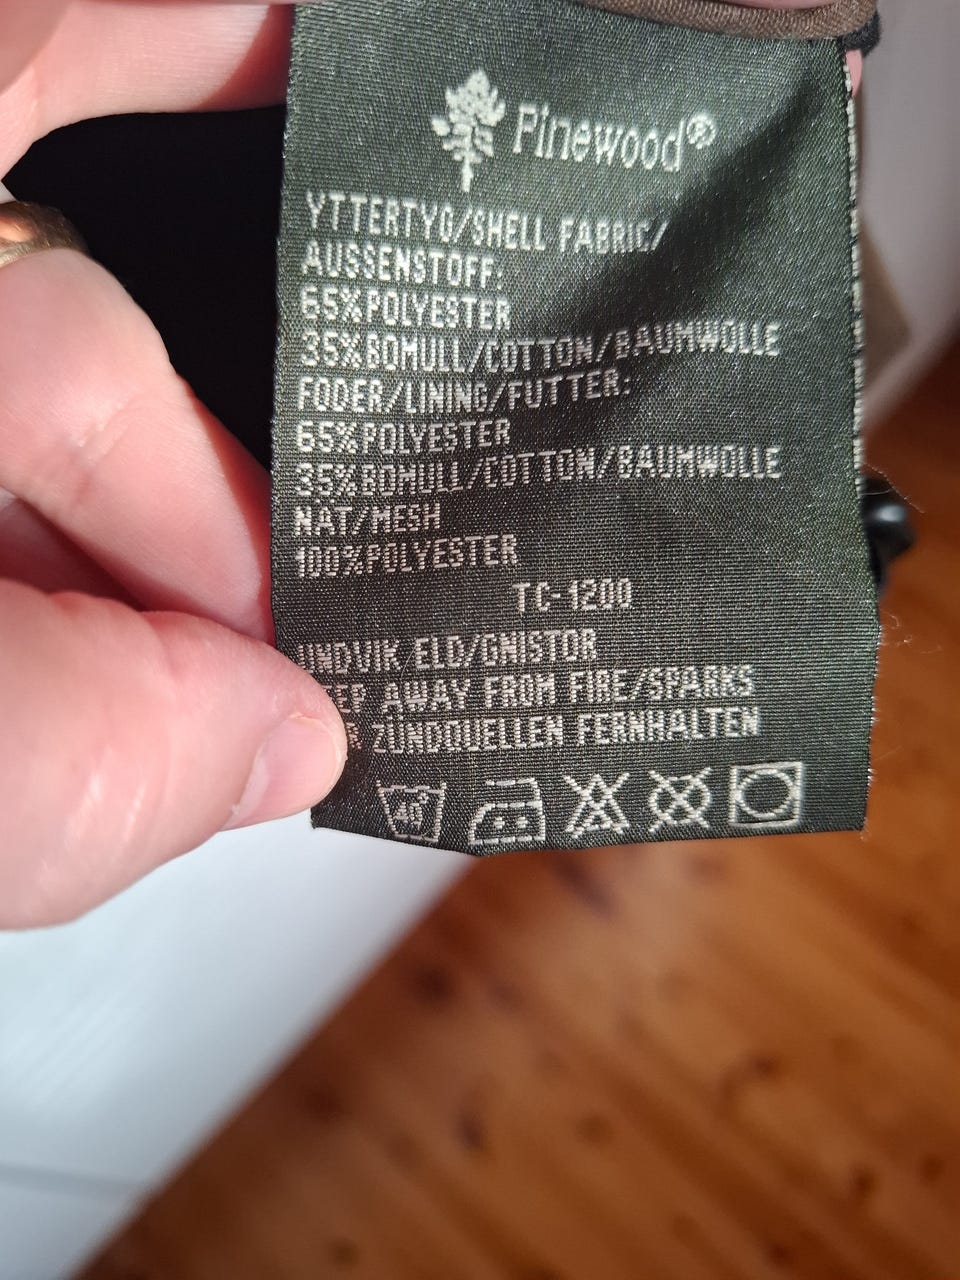 Pinewood®
YTTERTYG/SHELL FABRIC/
AUSSENSTOFF:
65%POLYESTER
35%BOMULL/COTTON/BAUMWOLLE
FODER/LINING/FUTTER:
65%POLYESTER
35%BOMULL/COTTON/BAUMWOLLE
NÄT/MESH
100%POLYESTER
TC-1200
UNDVIK ELD/GNISTOR
AWAY FROM FIRE/SPARKS
ZÜNDQUELLEN FERNHALTEN
40°